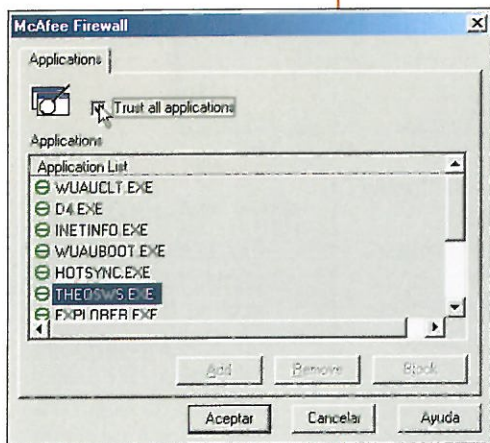 McAfee Firewall
Applications
Trust all applications
Applications
Application List
WUAUCLT.EXE
D4.EXE
INETINFO.EXE
WUAUBOOT.EXE
HOTSYNC.EXE
THEOSWS.EXE
EXPLORER.EXE
Add
Remove
Block
Aceptar
Cancelar
Ayuda